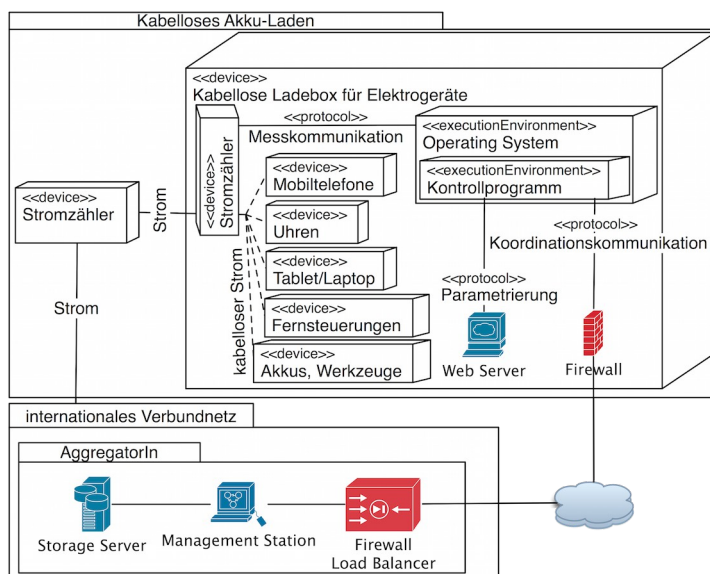 Kabelloses Akku-Laden
<<device>>
Kabellose Ladebox für Elektrogeräte
<<protocol>>
Messkommunikation
<<executionEnvironment>>
Operating System
<<executionEnvironment>>
Kontrollprogramm
<<device>>
Stromzähler
<<device>>
Mobiltelefone
<<device>>
Stromzähler
Strom
<<device>>
Uhren
<<protocol>>
Koordinationskommunikation
<<device>>
Tablet/Laptop
kabelloser Strom
<<protocol>>
Parametrierung
Strom
<<device>>
Fernsteuerungen
<<device>>
Akkus, Werkzeuge
Web Server
Firewall
internationales Verbundnetz
AggregatorIn
Storage Server
Management Station
Firewall
Load Balancer